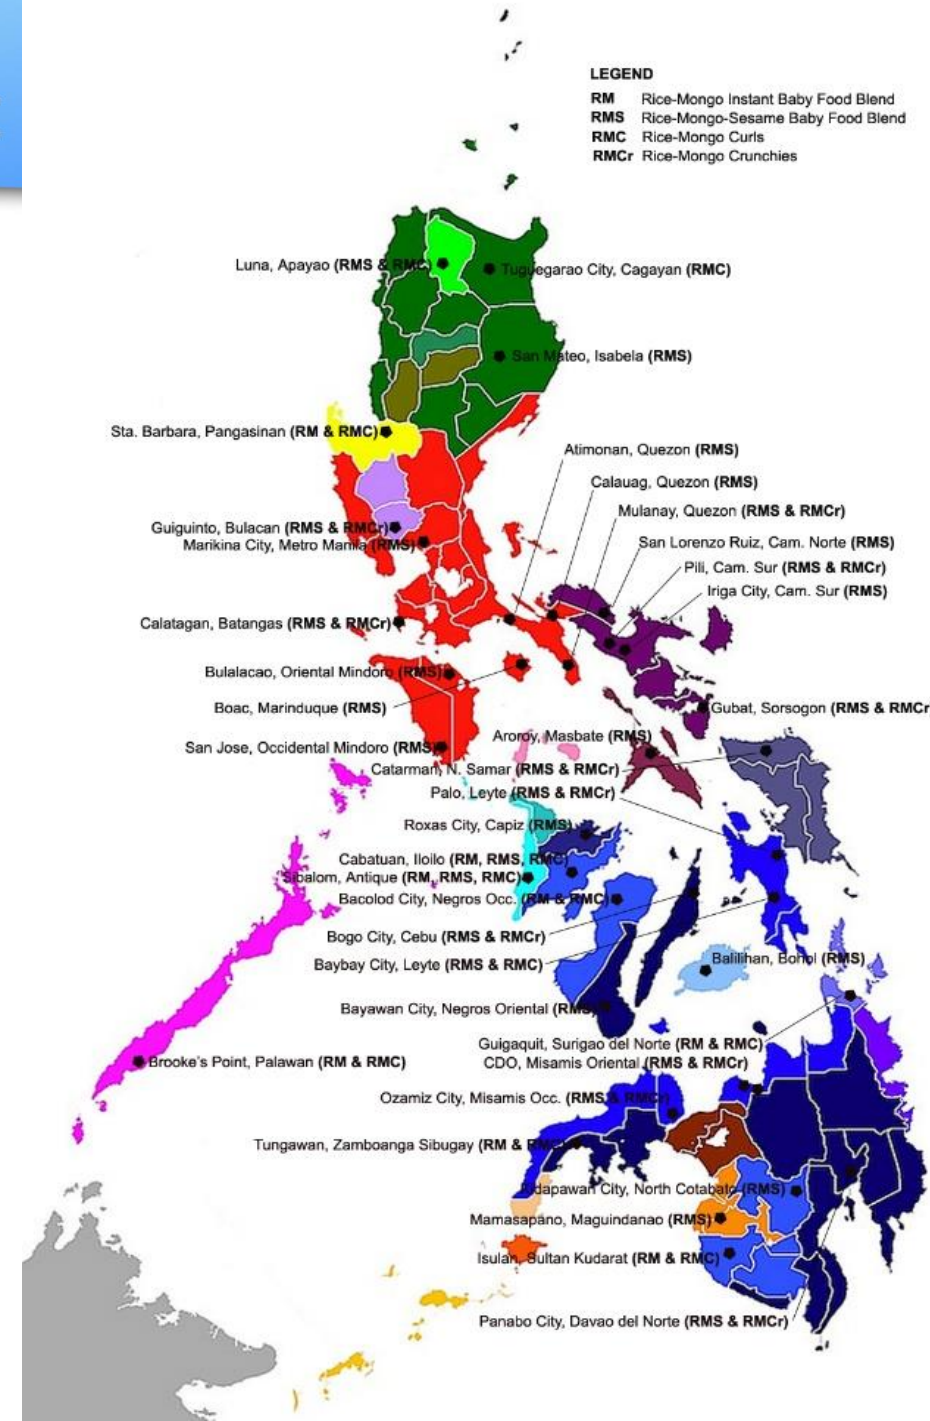 LEGEND
RM Rice-Mongo Instant Baby Food Blend
RMS Rice-Mongo-Sesame Baby Food Blend
RMC Rice-Mongo Curls
RMCr Rice-Mongo Crunchies
Luna, Apayao (RMS & RMC)
Tuguegarao City, Cagayan (RMC)
San Mateo, Isabela (RMS)
Sta. Barbara, Pangasinan (RM & RMC)
Atimonan, Quezon (RMS)
Calauag, Quezon (RMS)
Mulanay, Quezon (RMS & RMCr)
Guiguinto, Bulacan (RMS & RMCr)
Marikina City, Metro Manila (RMS)
San Lorenzo Ruiz, Cam. Norte (RMS)
Pili, Cam. Sur (RMS & RMCr)
Iriga City, Cam. Sur (RMS)
Calatagan, Batangas (RMS & RMCr)
Bulalacao, Oriental Mindoro (RMS)
Boac, Marinduque (RMS)
Gubat, Sorsogon (RMS & RMCr
Aroroy, Masbate (RMS)
San Jose, Occidental Mindoro (RMS)
Catarman, N. Samar (RMS & RMCr)
Palo, Leyte (RMS & RMCr)
Roxas City, Capiz (RMS)
Cabatuan, Iloilo (RM, RMS, RMC)
Sibalom, Antique (RM, RMS, RMC)
Bacolod City, Negros Occ. (RM & RMC)
Bogo City, Cebu (RMS & RMCr)
Balilihan, Bohol (RMS)
Baybay City, Leyte (RMS & RMC)
Bayawan City, Negros Oriental (RMS)
Guigaquit, Surigao del Norte (RM & RMC)
CDO, Misamis Oriental (RMS & RMCr)
Brooke's Point, Palawan (RM & RMC)
Ozamiz City, Misamis Occ. (RMS & RMCr)
Tungawan, Zamboanga Sibugay (RM & RMC)
Kidapawan City, North Cotabato (RMS)
Mamasapano, Maguindanao (RMS)
Isulan, Sultan Kudarat (RM & RMC)
Panabo City, Davao del Norte (RMS & RMCr)